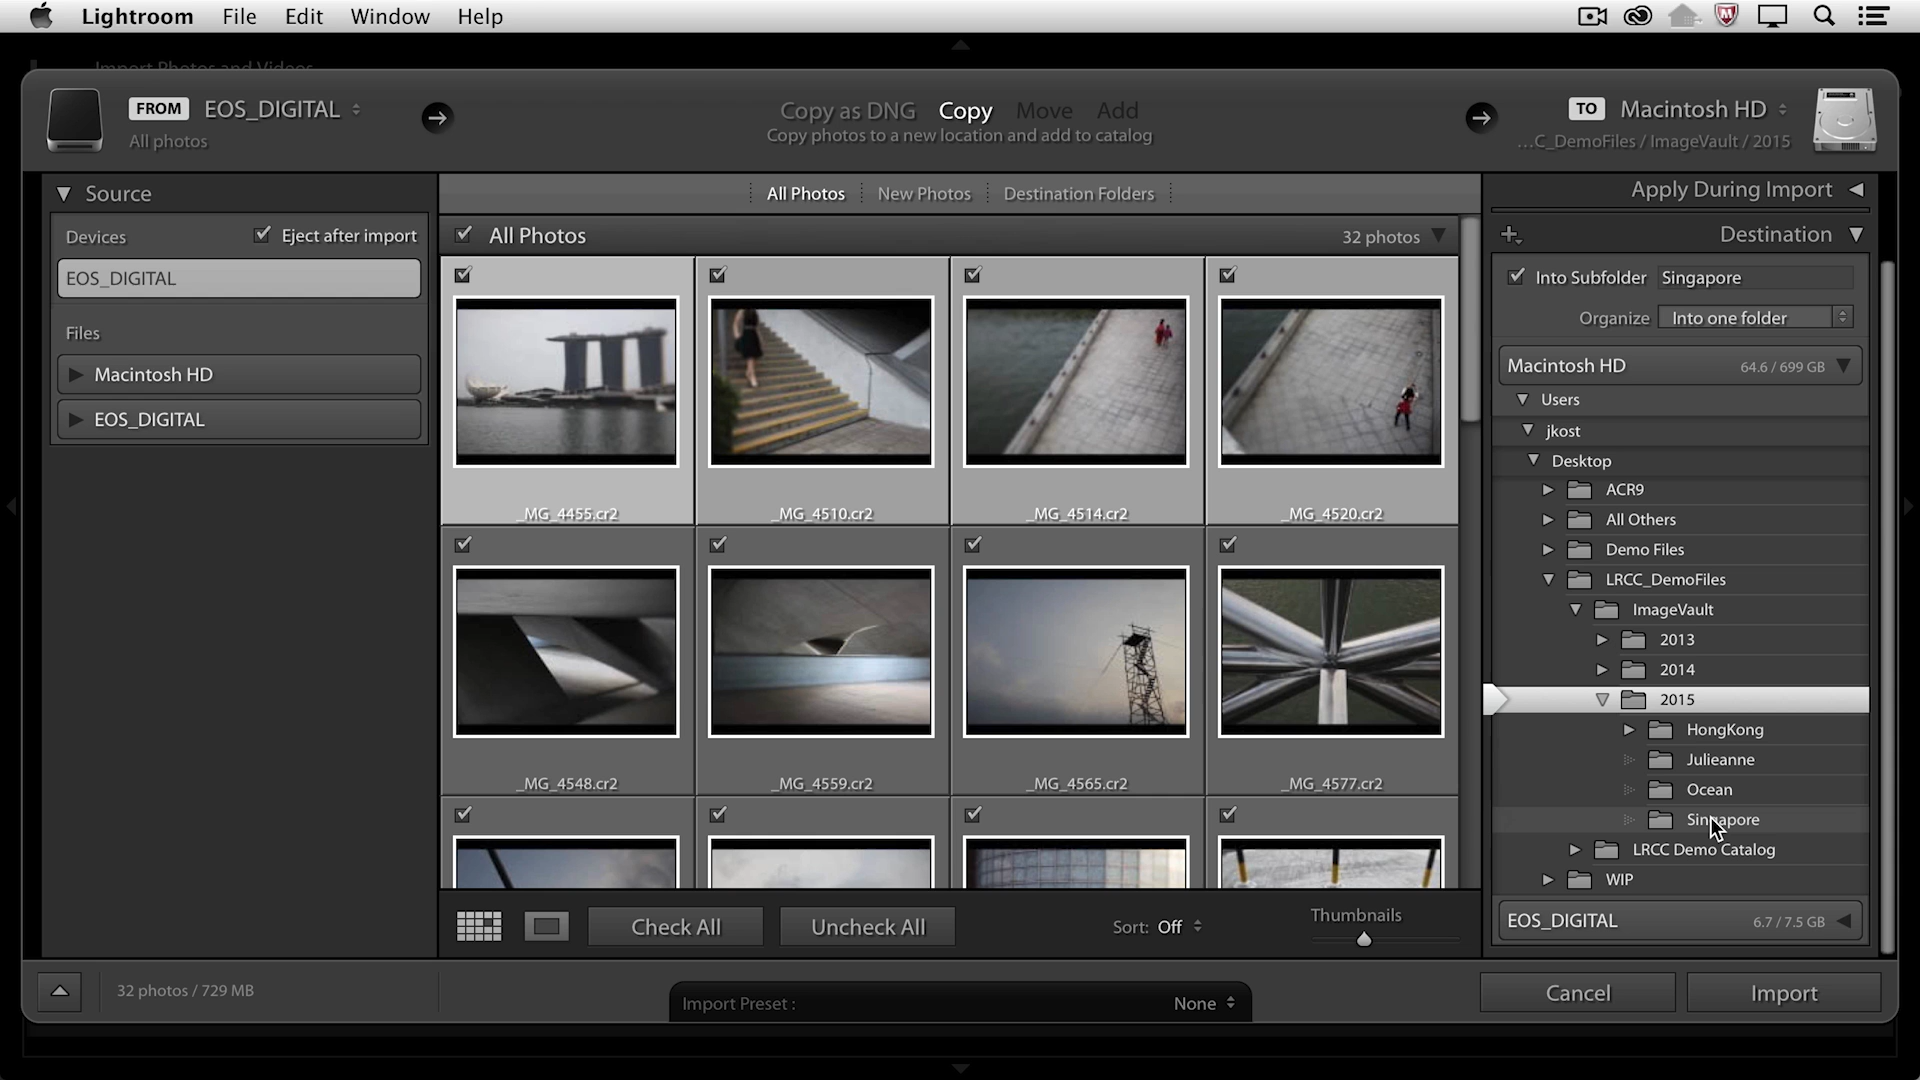 Lightroom File Edit Window Help
Import Photos and Videos
FROM EOS_DIGITAL
All photos
Copy as DNG Copy Move Add
Copy photos to a new location and add to catalog
TO Macintosh HD
...C_DemoFiles / ImageVault / 2015
Source
Devices Eject after import
EOS_DIGITAL
Files
Macintosh HD
EOS_DIGITAL
All Photos New Photos Destination Folders
All Photos 32 photos
_MG_4455.cr2 _MG_4510.cr2 _MG_4514.cr2 _MG_4520.cr2
_MG_4548.cr2 _MG_4559.cr2 _MG_4565.cr2 _MG_4577.cr2
Check All Uncheck All Sort: Off Thumbnails
Apply During Import
Destination
Into Subfolder Singapore
Organize Into one folder
Macintosh HD 64.6 / 699 GB
Users
jkost
Desktop
ACR9
All Others
Demo Files
LRCC_DemoFiles
ImageVault
2013
2014
2015
HongKong
Julieanne
Ocean
Singapore
LRCC Demo Catalog
WIP
EOS_DIGITAL 6.7 / 7.5 GB
32 photos / 729 MB
Import Preset : None
Cancel Import